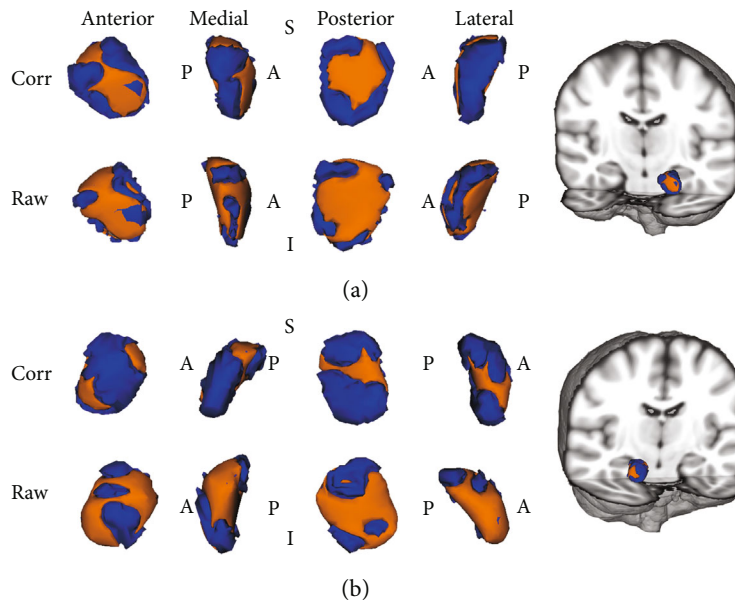 Anterior Medial Posterior Lateral
S
Corr P A A P
Raw P A A P
I
(a)
S
Corr A P P A
Raw A P P A
I
(b)